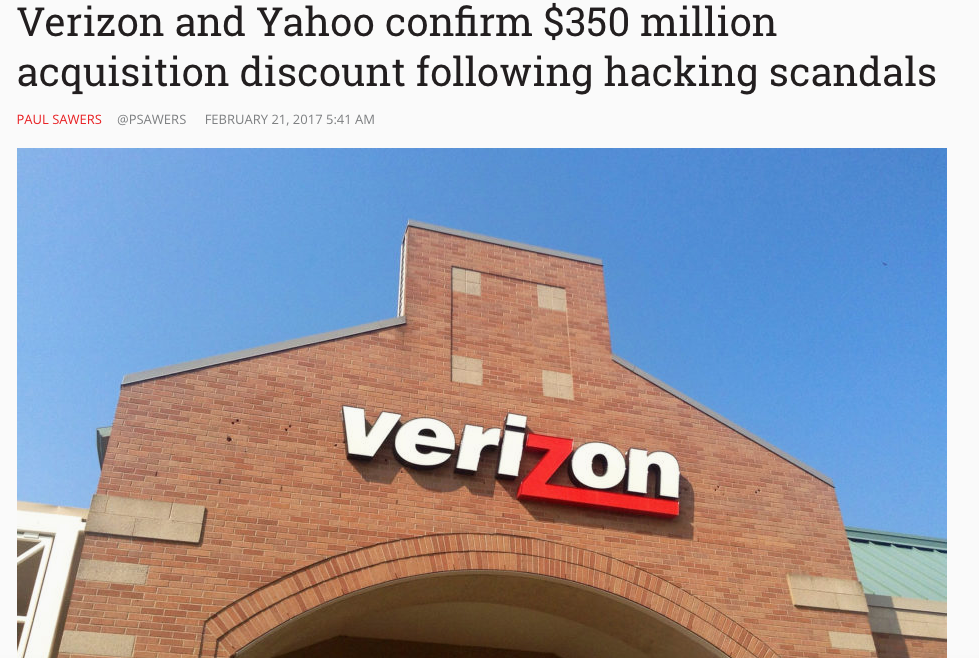 Verizon and Yahoo confirm $350 million
acquisition discount following hacking scandals
PAUL SAWERS @PSAWERS FEBRUARY 21, 2017 5:41 AM
verizon